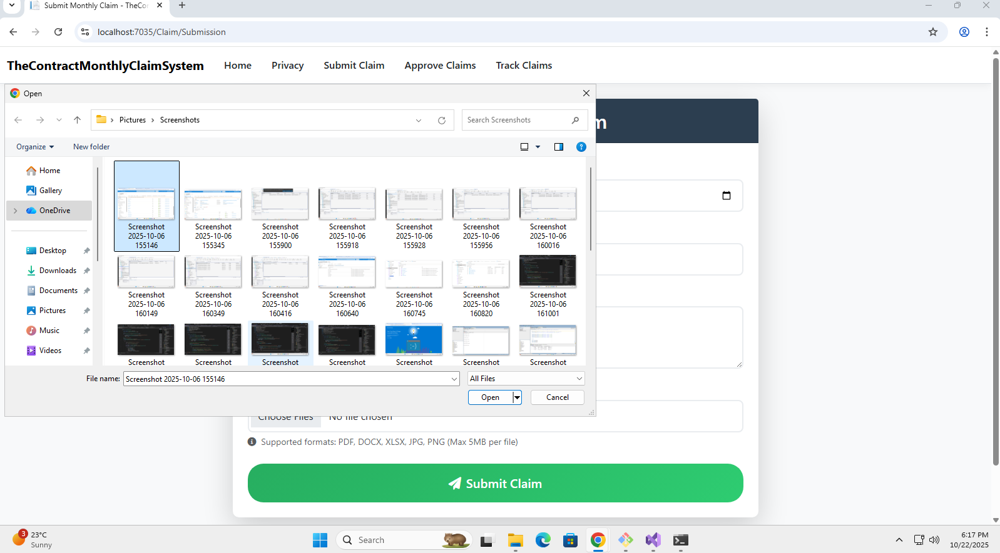 Submit Monthly Claim - TheCor
localhost:7035/Claim/Submission
TheContractMonthlyClaimSystem Home Privacy Submit Claim Approve Claims Track Claims
Open
Pictures Screenshots
Search Screenshots
Organize New folder
Home
Gallery
OneDrive
Desktop
Downloads
Documents
Pictures
Music
Videos
Screenshot 2025-10-06 155146
Screenshot 2025-10-06 155345
Screenshot 2025-10-06 155900
Screenshot 2025-10-06 155918
Screenshot 2025-10-06 155928
Screenshot 2025-10-06 155956
Screenshot 2025-10-06 160016
Screenshot 2025-10-06 160149
Screenshot 2025-10-06 160349
Screenshot 2025-10-06 160416
Screenshot 2025-10-06 160640
Screenshot 2025-10-06 160745
Screenshot 2025-10-06 160820
Screenshot 2025-10-06 161001
Screenshot
Screenshot
Screenshot
Screenshot
Screenshot
Screenshot
Screenshot
File name: Screenshot 2025-10-06 155146
All Files
Open
Cancel
m
Choose Files No file chosen
Supported formats: PDF, DOCX, XLSX, JPG, PNG (Max 5MB per file)
Submit Claim
3
23°C
Sunny
Search
6:17 PM
10/22/2025